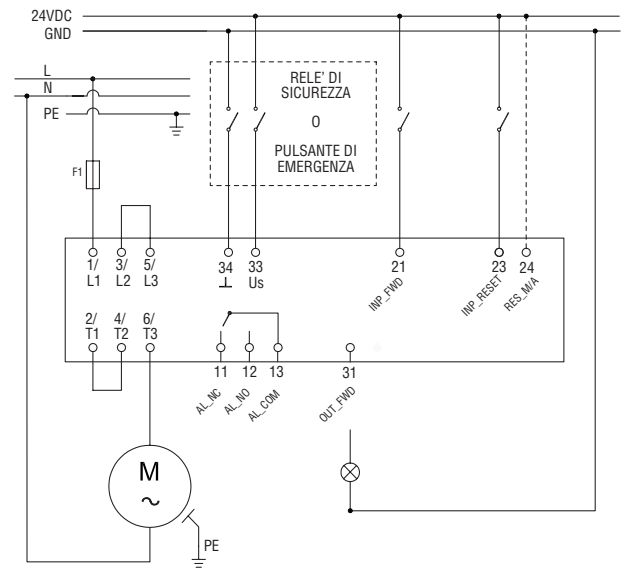 24VDC
GND
L
N
PE
RELE' DI
SICUREZZA
O
PULSANTE DI
EMERGENZA
F1
1/
L1
3/
L2
5/
L3
34
⊥
33
Us
21
INP_FWD
23
INP_RESET
24
RES_M/A
2/
T1
4/
T2
6/
T3
11
AL_NC
12
AL_NO
13
AL_COM
31
OUT_FWD
M
~
PE